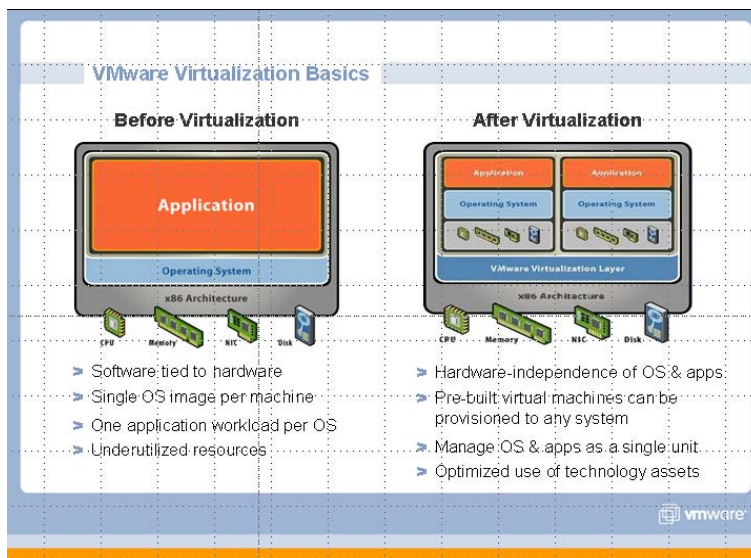 VMware Virtualization Basics
Before Virtualization
Application
Operating System
x86 Architecture
CPU
Memory
NIC
Disk
> Software tied to hardware
> Single OS image per machine
> One application workload per OS
> Underutilized resources
After Virtualization
Application
Application
Operating System
Operating System
VMware Virtualization Layer
x86 Architecture
CPU
Memory
NIC
Disk
> Hardware-independence of OS & apps
> Pre-built virtual machines can be
provisioned to any system
> Manage OS & apps as a single unit
> Optimized use of technology assets
vmware